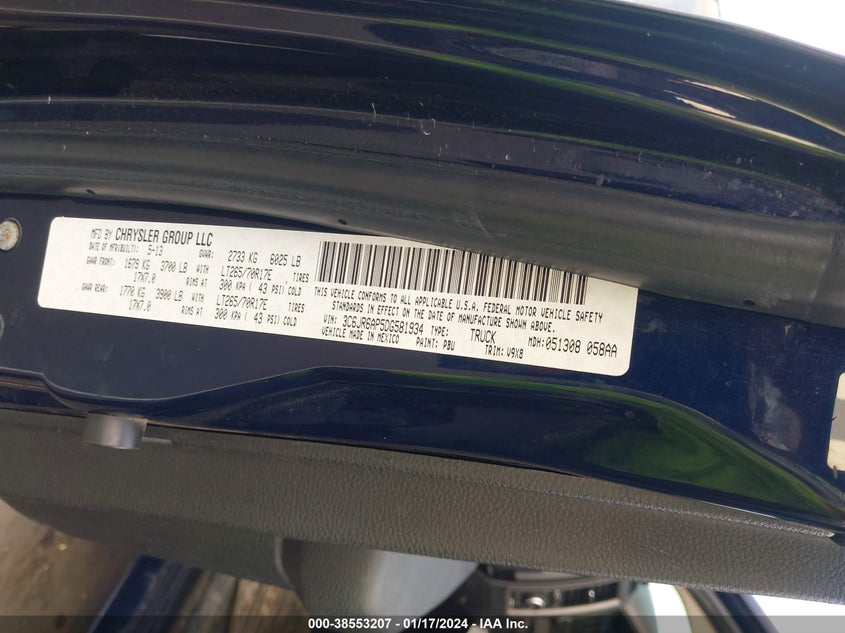 MFD BY CHRYSLER GROUP LLC
DATE OF MFR(BUILT): 5-13 GVWR: 2733 KG 6025 LB
GAWR FRONT: 1679 KG 3700 LB WITH LT265/70R17E TIRES
17X7.0 RIMS AT 300 KPA ( 43 PSI) COLD
GAWR REAR: 1770 KG 3900 LB WITH LT265/70R17E TIRES
17X7.0 RIMS AT 300 KPA ( 43 PSI) COLD
THIS VEHICLE CONFORMS TO ALL APPLICABLE U.S.A. FEDERAL MOTOR VEHICLE SAFETY
STANDARDS IN EFFECT ON THE DATE OF MANUFACTURE SHOWN ABOVE.
VIN: 3C6JR6AP5DG581934 TYPE: TRUCK MDH: 051308 058AA
VEHICLE MADE IN MEXICO PAINT: PBU TRIM: V9X8
000-38553207 - 01/17/2024 - IAA Inc.